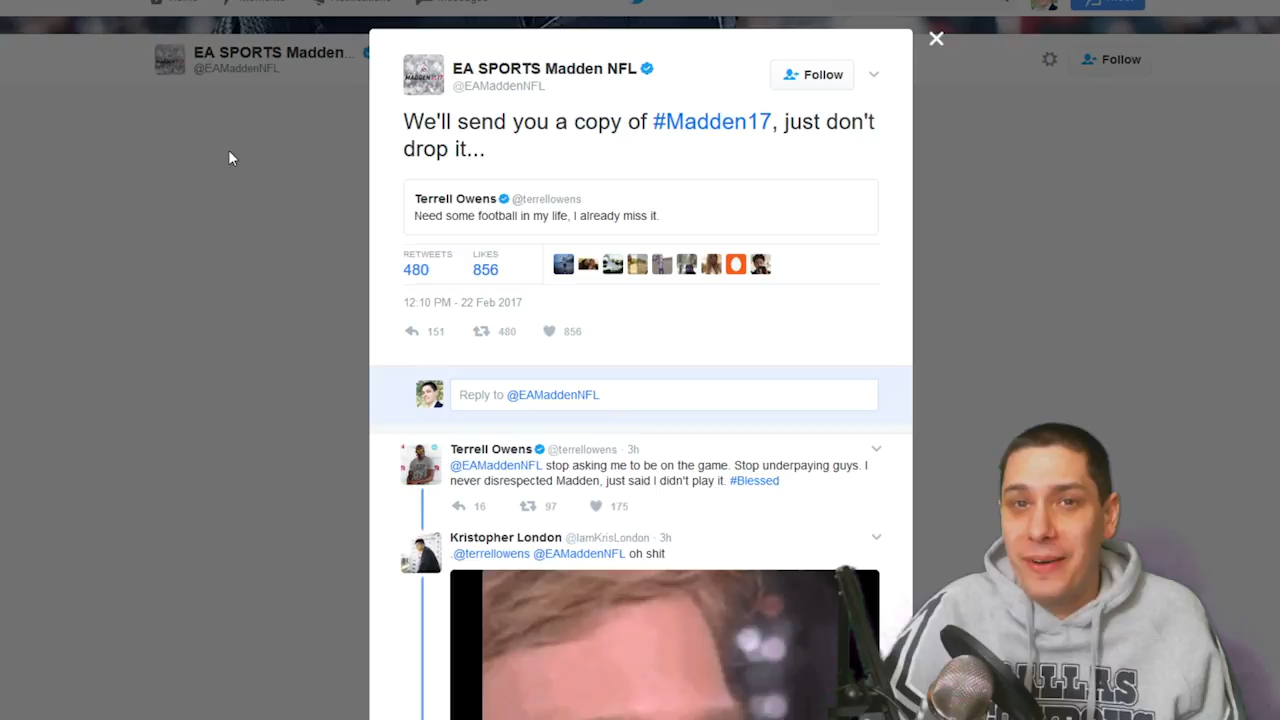 EA SPORTS Madden...
@EAMaddenNFL
Follow
EA SPORTS Madden NFL
@EAMaddenNFL
Follow
We'll send you a copy of #Madden17, just don't
drop it...
Terrell Owens @terrellowens
Need some football in my life, I already miss it.
RETWEETS LIKES
480 856
12:10 PM - 22 Feb 2017
151 480 856
Reply to @EAMaddenNFL
Terrell Owens @terrellowens · 3h
@EAMaddenNFL stop asking me to be on the game. Stop underpaying guys. I
never disrespected Madden, just said I didn't play it. #Blessed
16 97 175
Kristopher London @IamKrisLondon · 3h
.@terrellowens @EAMaddenNFL oh shit